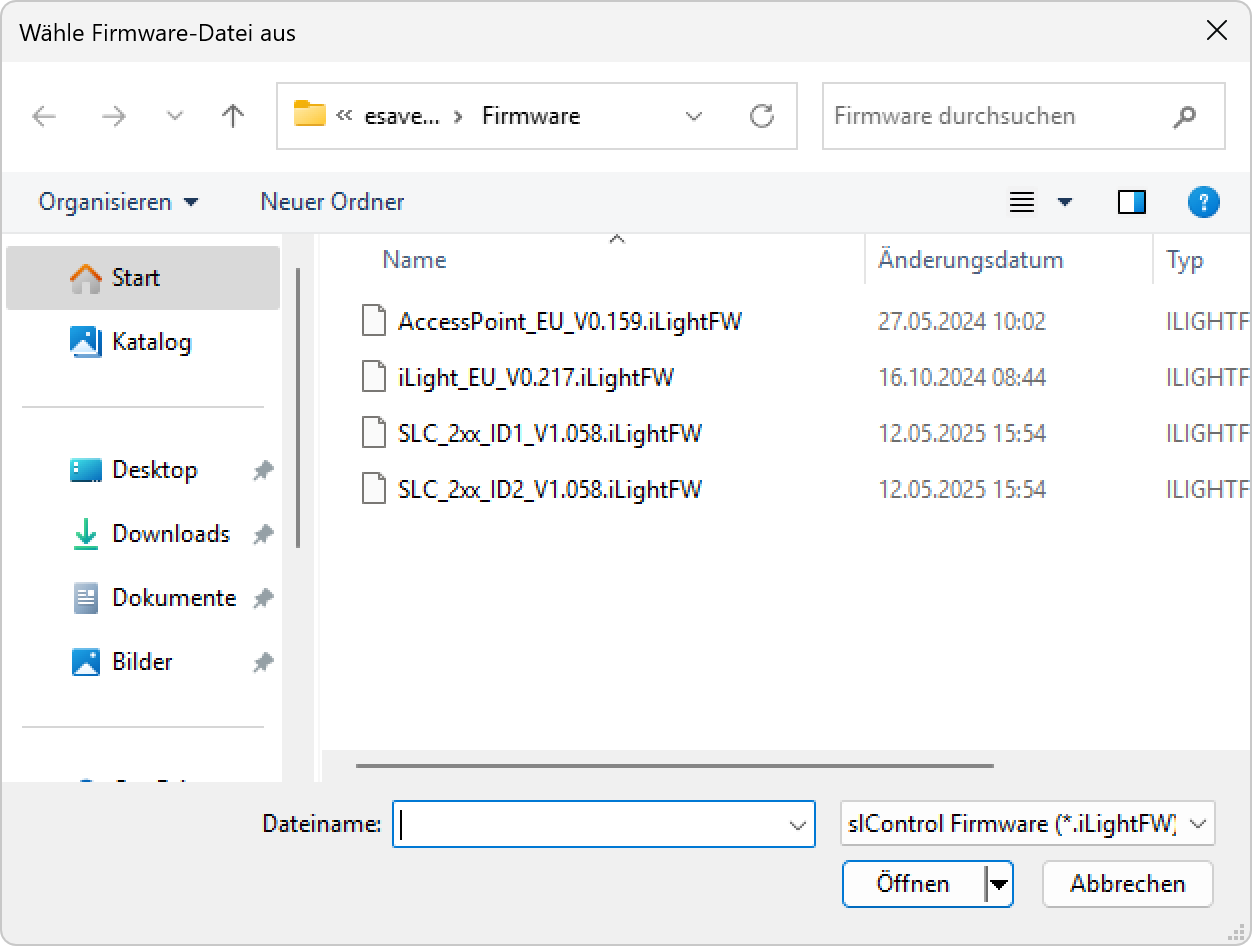 Wähle Firmware-Datei aus
« esave... › Firmware
Firmware durchsuchen
Organisieren
Neuer Ordner
?
Start
Katalog
Desktop
Downloads
Dokumente
Bilder
Name Änderungsdatum Typ
AccessPoint_EU_V0.159.iLightFW 27.05.2024 10:02 ILIGHTF
iLight_EU_V0.217.iLightFW 16.10.2024 08:44 ILIGHTF
SLC_2xx_ID1_V1.058.iLightFW 12.05.2025 15:54 ILIGHTF
SLC_2xx_ID2_V1.058.iLightFW 12.05.2025 15:54 ILIGHTF
Dateiname:
slControl Firmware (*.iLightFW)
Öffnen
Abbrechen